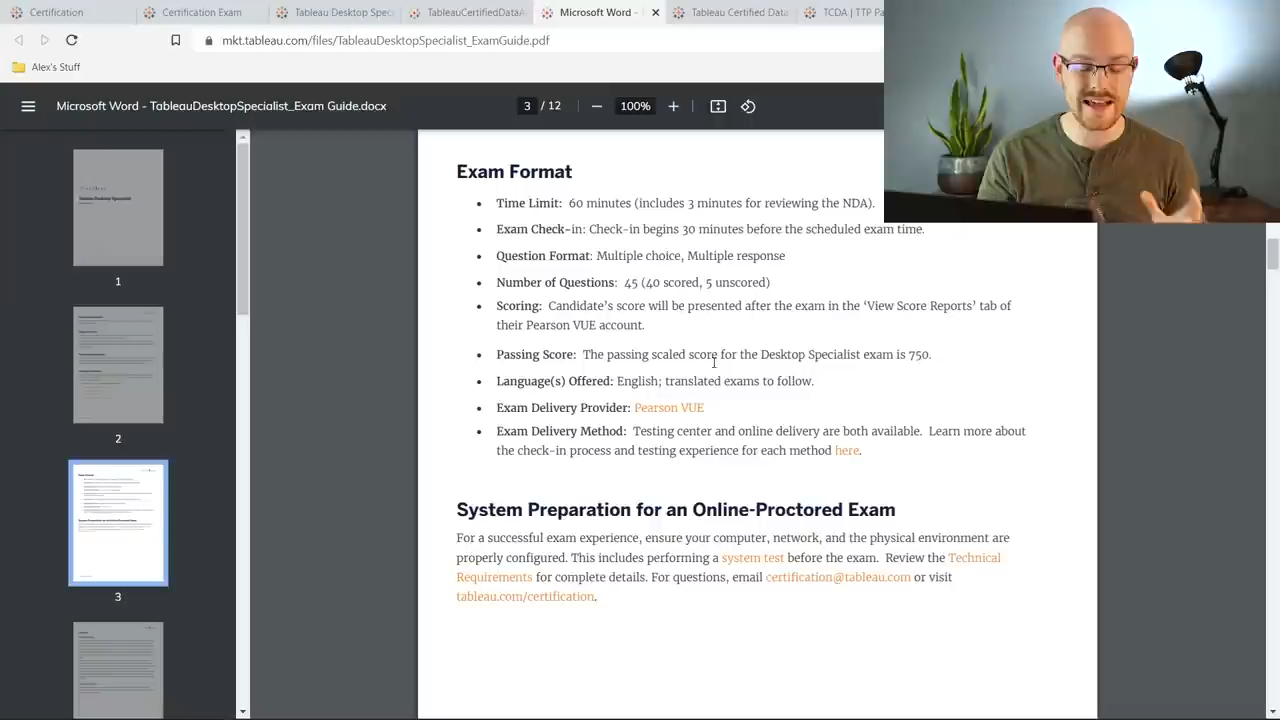 Certification
Certification Exam
Tableau Desktop Spec
TableauCertifiedDataA
Microsoft Word -
Tableau Certified Data
TCDA | TTP Pa
mkt.tableau.com/files/TableauDesktopSpecialist_ExamGuide.pdf
Alex's Stuff
Microsoft Word - TableauDesktopSpecialist_Exam Guide.docx
3 / 12
100%
Exam Format
• Time Limit: 60 minutes (includes 3 minutes for reviewing the NDA).
• Exam Check-in: Check-in begins 30 minutes before the scheduled exam time.
• Question Format: Multiple choice, Multiple response
• Number of Questions: 45 (40 scored, 5 unscored)
• Scoring: Candidate's score will be presented after the exam in the ‘View Score Reports’ tab of
their Pearson VUE account.
• Passing Score: The passing scaled score for the Desktop Specialist exam is 750.
• Language(s) Offered: English; translated exams to follow.
• Exam Delivery Provider: Pearson VUE
• Exam Delivery Method: Testing center and online delivery are both available. Learn more about
the check-in process and testing experience for each method here.
System Preparation for an Online-Proctored Exam
For a successful exam experience, ensure your computer, network, and the physical environment are
properly configured. This includes performing a system test before the exam. Review the Technical
Requirements for complete details. For questions, email certification@tableau.com or visit
tableau.com/certification.
1
2
3